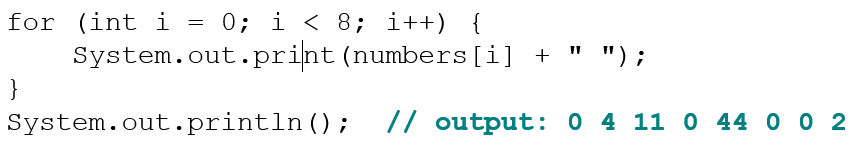 for (int i = 0; i < 8; i++) {
    System.out.print(numbers[i] + " ");
}
System.out.println();  // output: 0 4 11 0 44 0 0 2